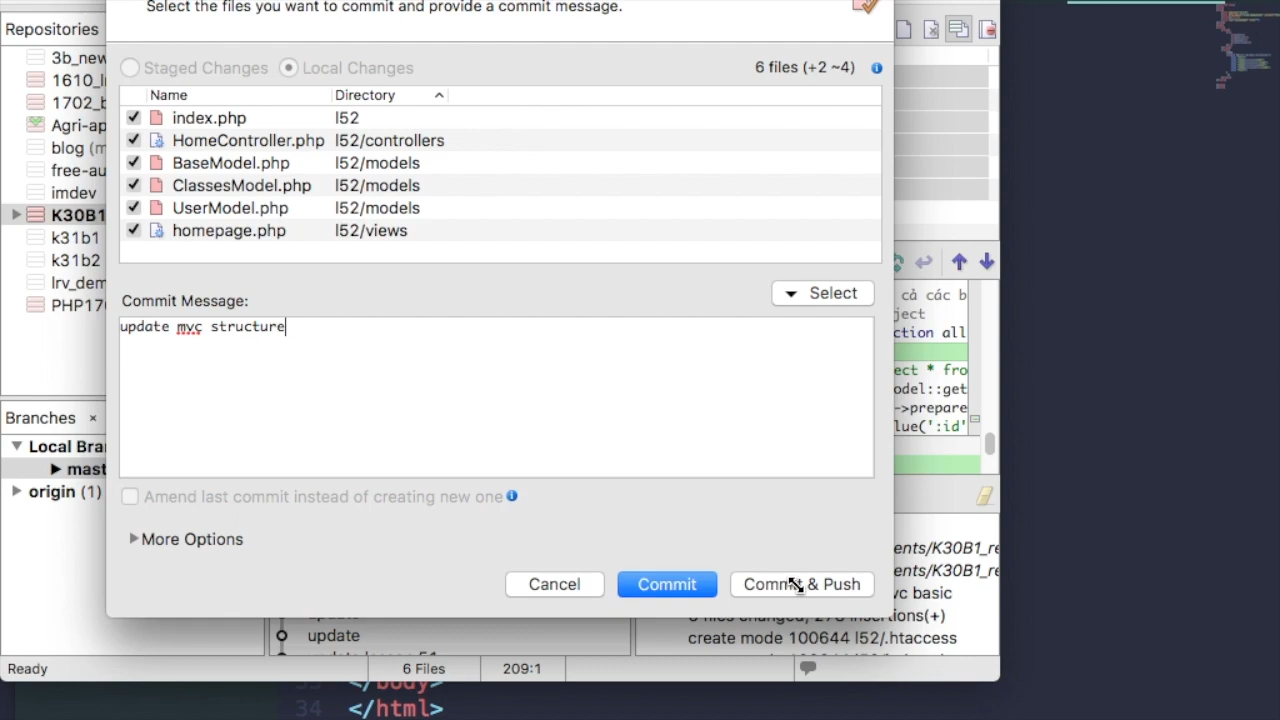 Select the files you want to commit and provide a commit message.
Repositories
3b_new
1610_l
1702_b
Agri-ap
blog (m
free-au
imdev
K30B1
k31b1
k31b2
lrv_dem
PHP17
Staged Changes Local Changes 6 files (+2 ~4)
Name Directory
index.php l52
HomeController.php l52/controllers
BaseModel.php l52/models
ClassesModel.php l52/models
UserModel.php l52/models
homepage.php l52/views
Commit Message: Select
update mvc structure
Amend last commit instead of creating new one
More Options
Cancel Commit Commit & Push
cả các b
ject
ction all
ect * fro
odel::get
->prepare
lue(':id'
Branches ×
Local Bra
mast
origin (1)
ents/K30B1_re
ents/K30B1_re
vc basic
insertions(+)
create mode 100644 l52/.htaccess
update
update
Ready 6 Files 209:1
</body>
34 </html>